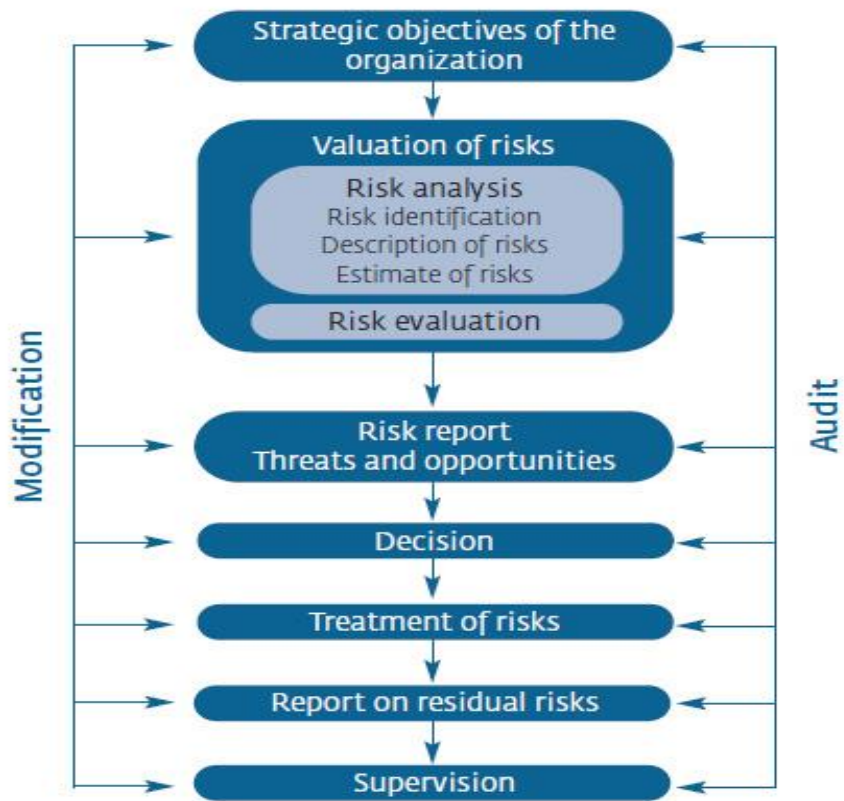 Strategic objectives of the
organization
Valuation of risks
Risk analysis
Risk identification
Description of risks
Estimate of risks
Risk evaluation
Modification
Audit
Risk report
Threats and opportunities
Decision
Treatment of risks
Report on residual risks
Supervision